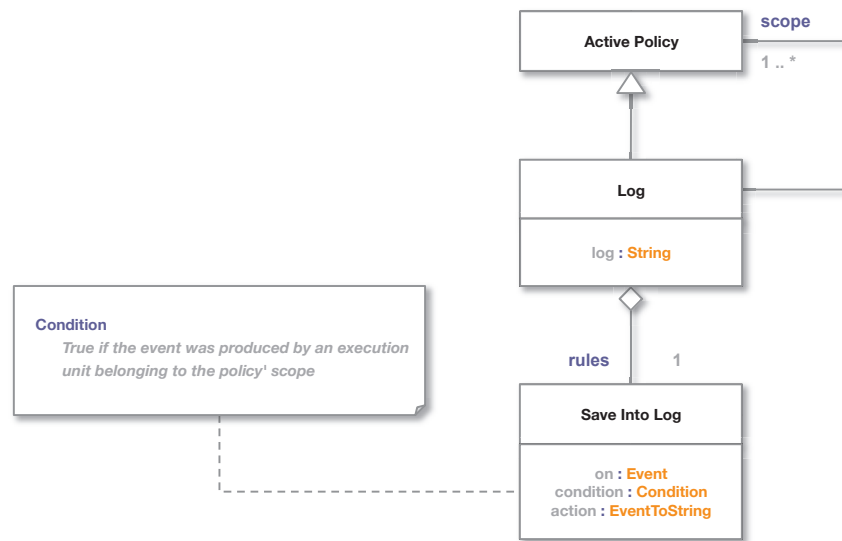 scope
Active Policy
1 .. *
Log
log : String
Condition
True if the event was produced by an execution
unit belonging to the policy' scope
rules 1
Save Into Log
on : Event
condition : Condition
action : EventToString